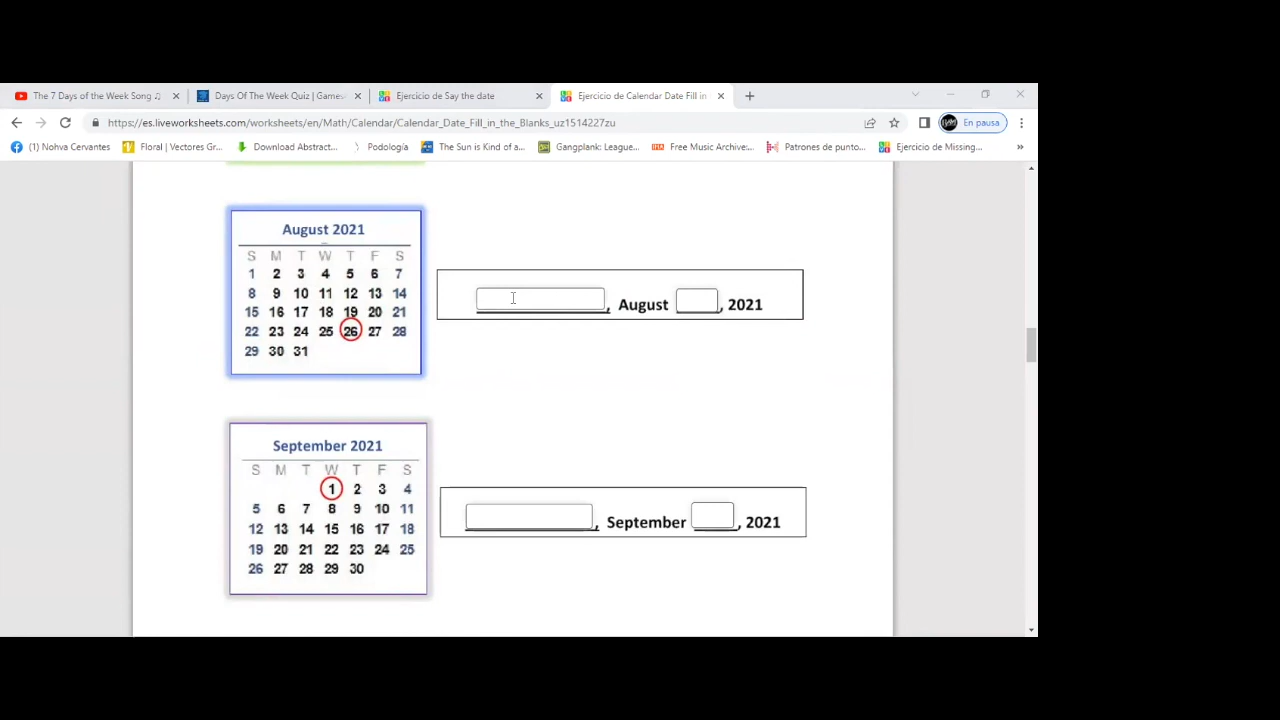 The 7 Days of the Week Song ♫
Days Of The Week Quiz | Games
Ejercicio de Say the date
Ejercicio de Calendar Date Fill in
https://es.liveworksheets.com/worksheets/en/Math/Calendar/Calendar_Date_Fill_in_the_Blanks_uz1514227zu
En pausa
(1) Nohva Cervantes
Floral | Vectores Gr...
Download Abstract...
Podología
The Sun is Kind of a...
Gangplank: League...
Free Music Archive:...
Patrones de punto...
Ejercicio de Missing...
»
August 2021
S M T W T F S
1 2 3 4 5 6 7
8 9 10 11 12 13 14
15 16 17 18 19 20 21
22 23 24 25 26 27 28
29 30 31
, August , 2021
September 2021
S M T W T F S
1 2 3 4
5 6 7 8 9 10 11
12 13 14 15 16 17 18
19 20 21 22 23 24 25
26 27 28 29 30
, September , 2021